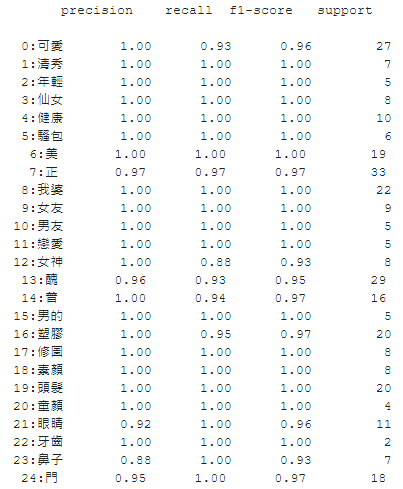 precision recall f1-score support
0:可愛 1.00 0.93 0.96 27
1:清秀 1.00 1.00 1.00 7
2:年輕 1.00 1.00 1.00 5
3:仙女 1.00 1.00 1.00 8
4:健康 1.00 1.00 1.00 10
5:騷包 1.00 1.00 1.00 6
6:美 1.00 1.00 1.00 19
7:正 0.97 0.97 0.97 33
8:我婆 1.00 1.00 1.00 22
9:女友 1.00 1.00 1.00 9
10:男友 1.00 1.00 1.00 5
11:戀愛 1.00 1.00 1.00 5
12:女神 1.00 0.88 0.93 8
13:醜 0.96 0.93 0.95 29
14:普 1.00 0.94 0.97 16
15:男的 1.00 1.00 1.00 5
16:塑膠 1.00 0.95 0.97 20
17:修圖 1.00 1.00 1.00 8
18:素顏 1.00 1.00 1.00 8
19:頭髮 1.00 1.00 1.00 20
20:童顏 1.00 1.00 1.00 4
21:眼睛 0.92 1.00 0.96 11
22:牙齒 1.00 1.00 1.00 2
23:鼻子 0.88 1.00 0.93 7
24:門 0.95 1.00 0.97 18